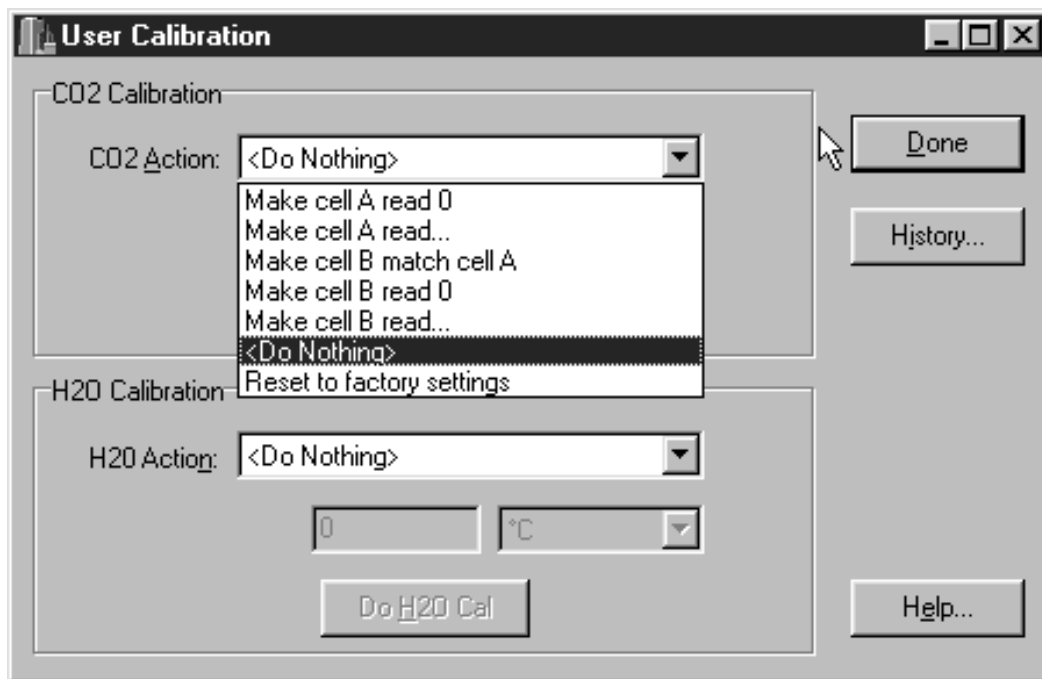 User Calibration
CO2 Calibration
CO2 Action: <Do Nothing>
Done
Make cell A read 0
Make cell A read...
History...
Make cell B match cell A
Make cell B read 0
Make cell B read...
<Do Nothing>
Reset to factory settings
H2O Calibration
H2O Action: <Do Nothing>
0 °C
Do H2O Cal
Help...